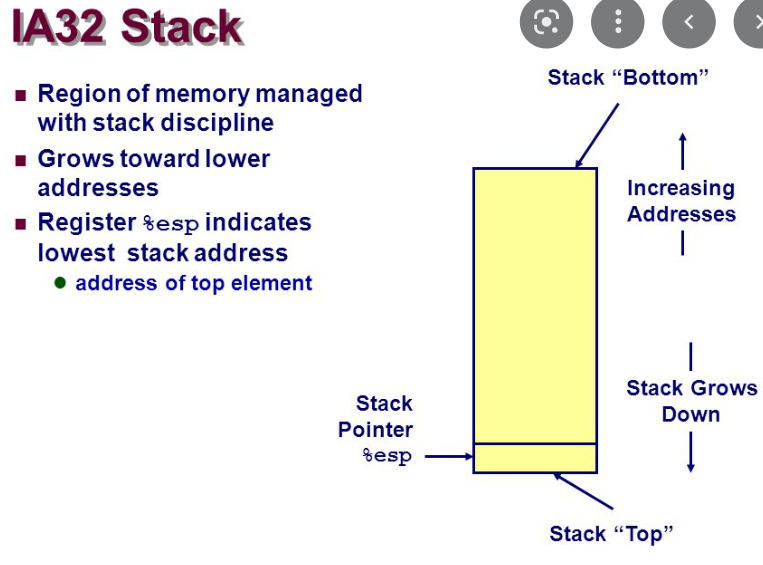 IA32 Stack
Region of memory managed
with stack discipline
Grows toward lower
addresses
Register %esp indicates
lowest stack address
address of top element
Stack “Bottom”
Increasing
Addresses
Stack Grows
Down
Stack
Pointer
%esp
Stack “Top”